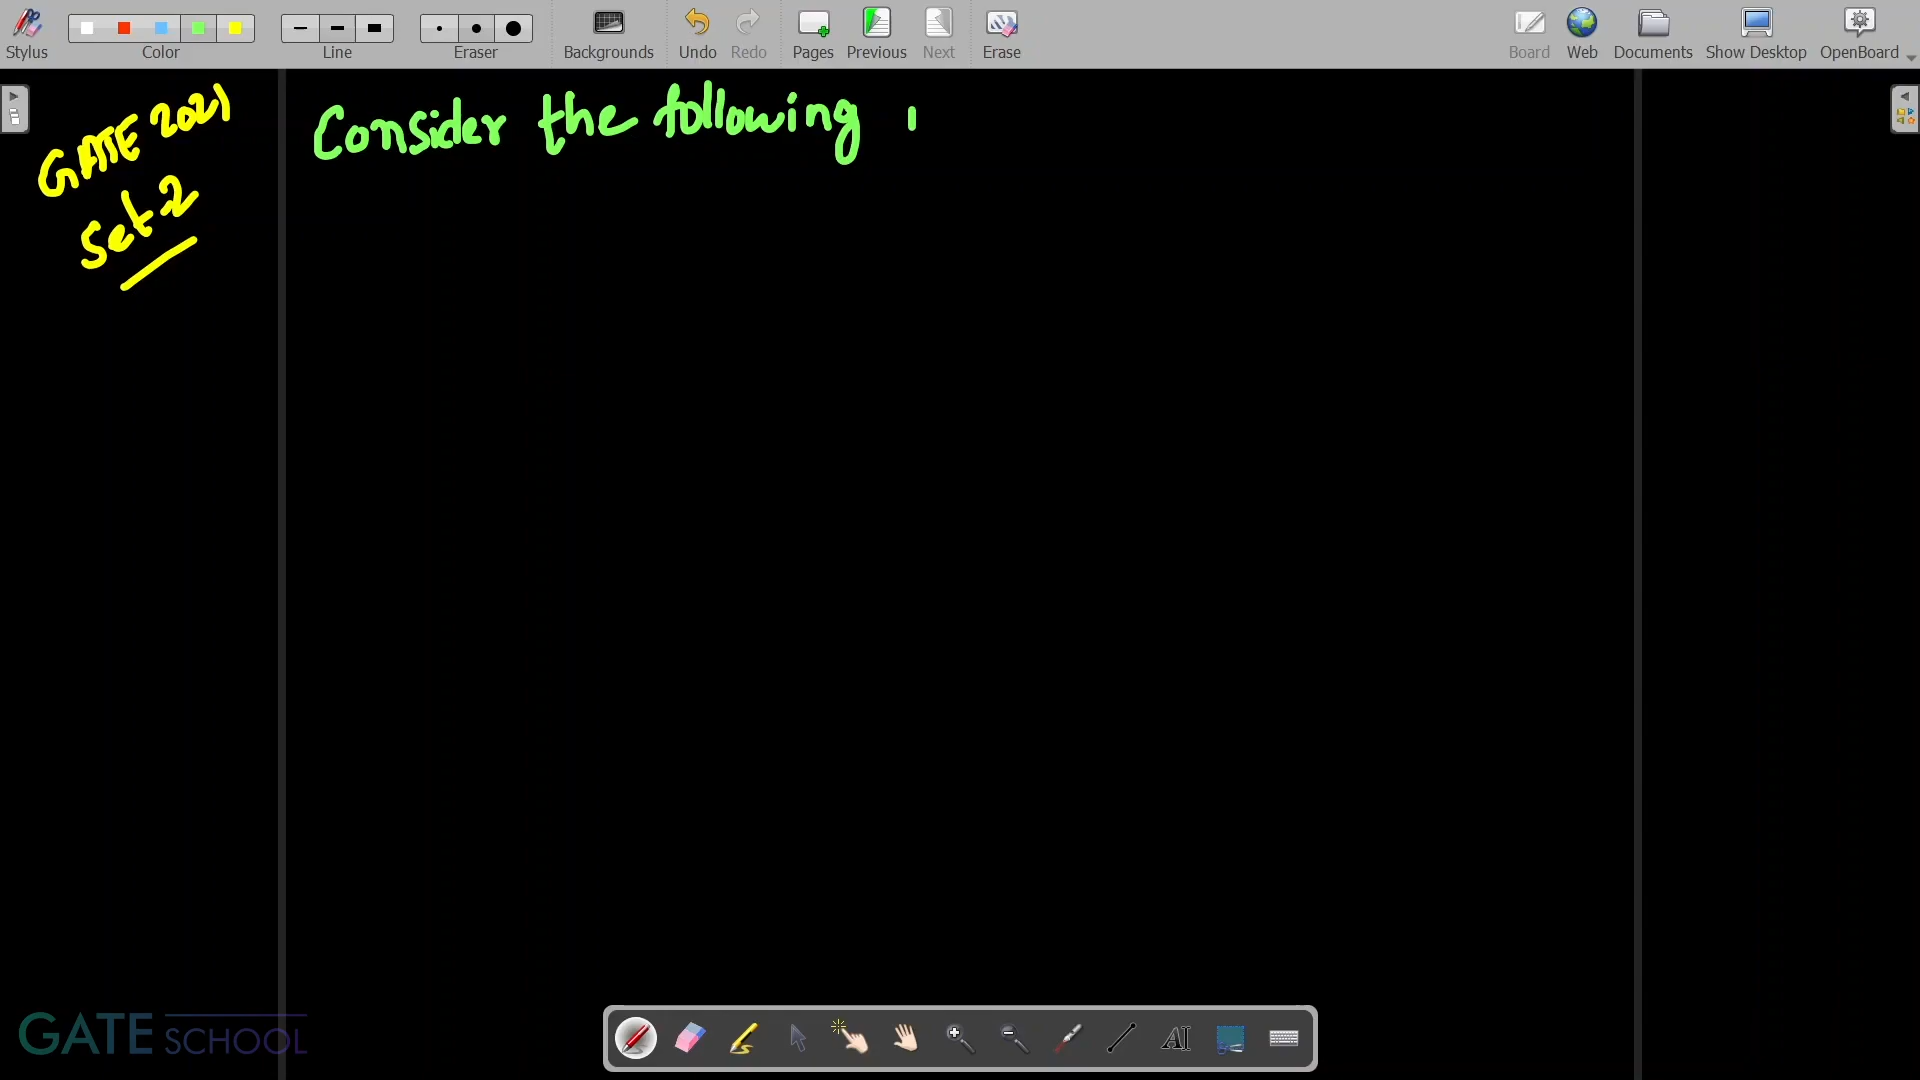 Stylus
Color
Line
Eraser
Backgrounds
Undo
Redo
Pages
Previous
Next
Erase
Board
Web
Documents
Show Desktop
OpenBoard
GATE 2021
Set 2
Consider the following
AI
GATE SCHOOL